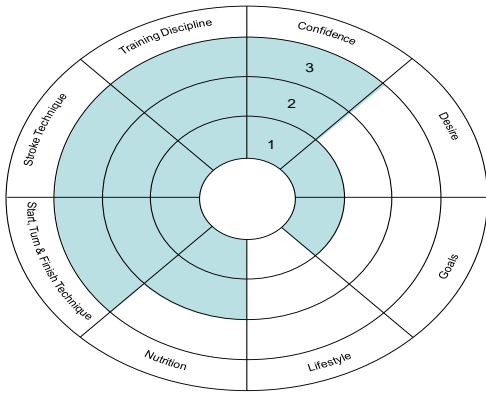 Training Discipline
Confidence
3
Stroke Technique
2
Desire
1
Start, Turn & Finish Technique
Goals
Nutrition
Lifestyle